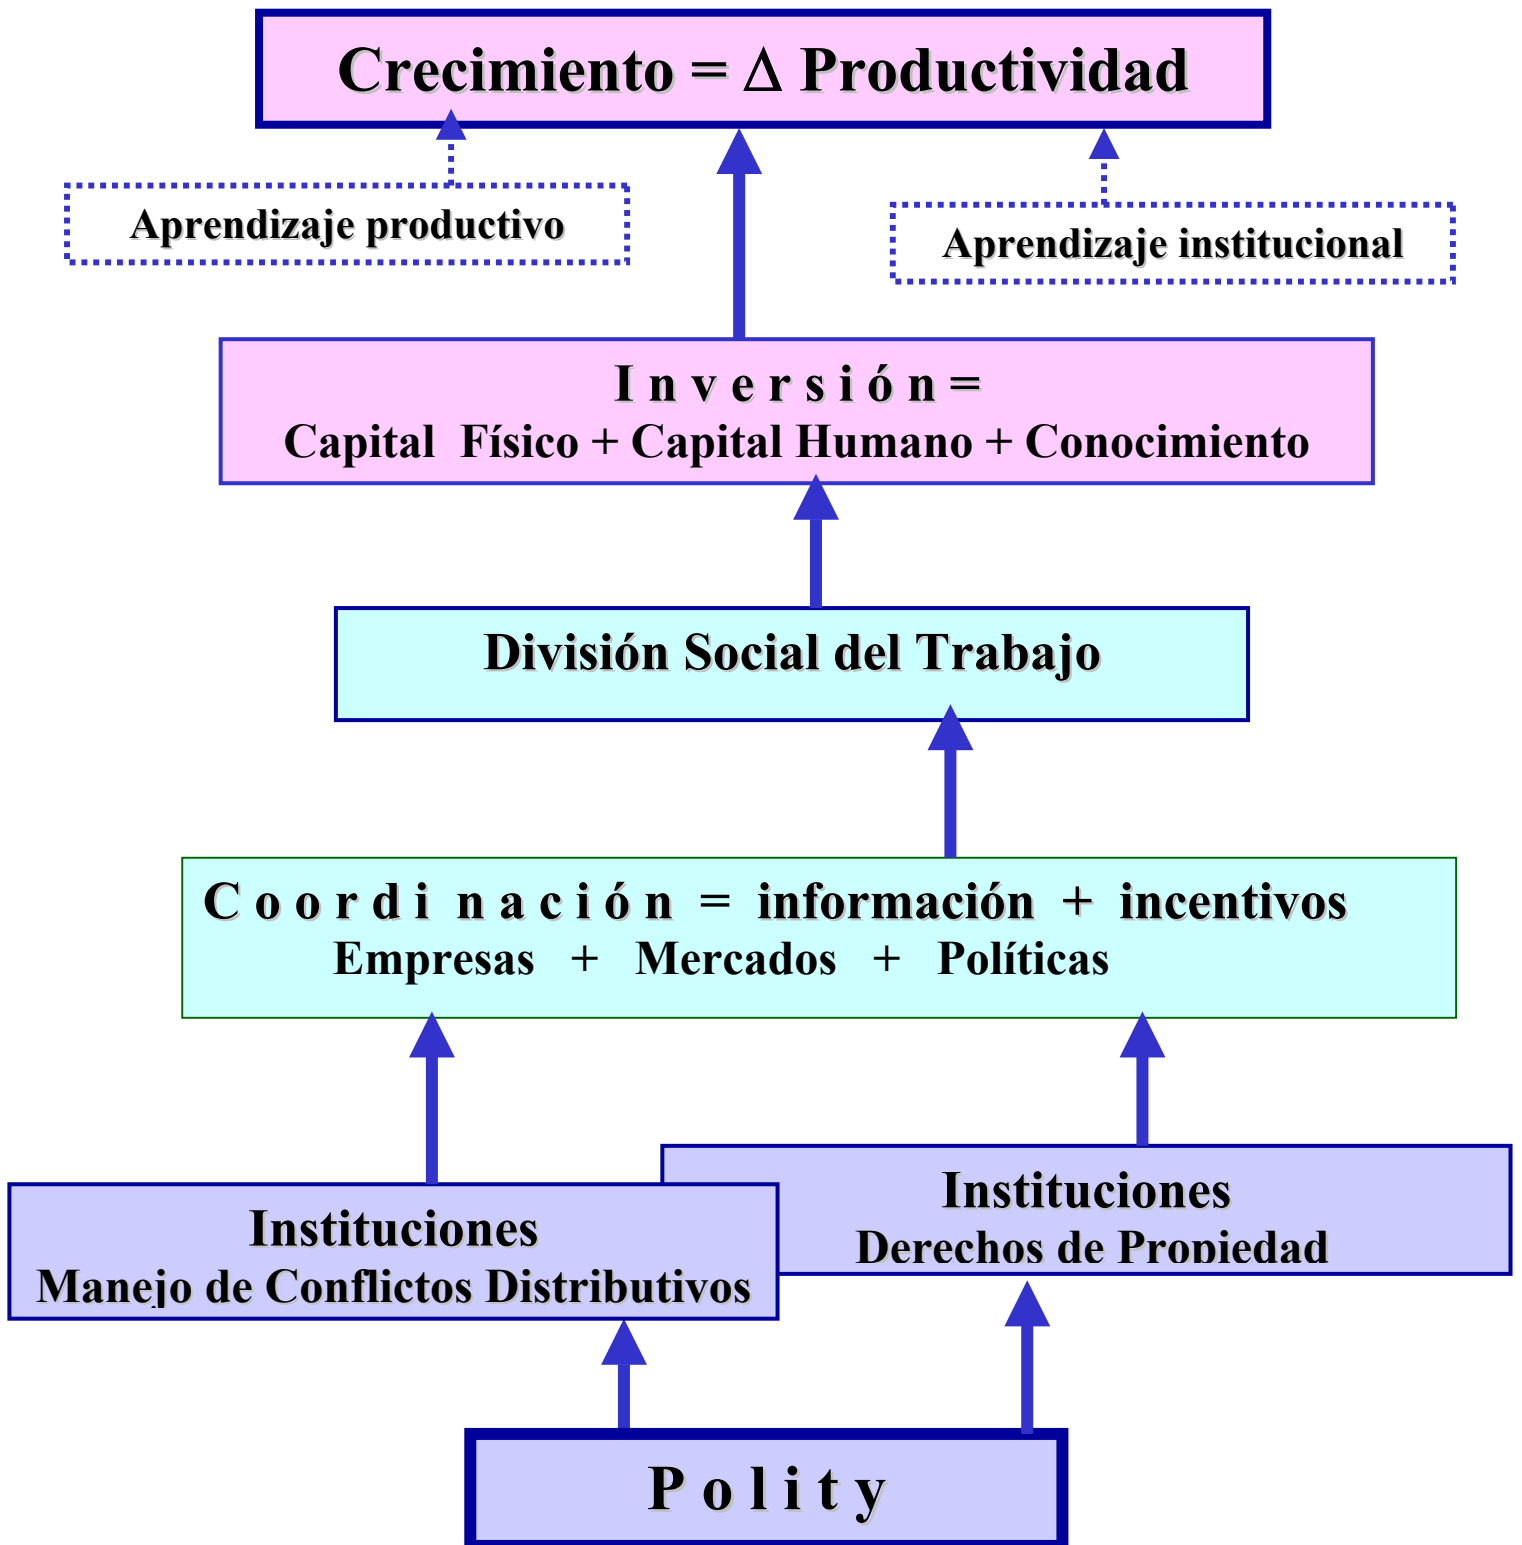 Crecimiento = Δ Productividad
Aprendizaje productivo
Aprendizaje institucional
I n v e r s i ó n =
Capital Físico + Capital Humano + Conocimiento
División Social del Trabajo
C o o r d i n a c i ó n = información + incentivos
Empresas + Mercados + Políticas
Instituciones
Derechos de Propiedad
Instituciones
Manejo de Conflictos Distributivos
P o l i t y